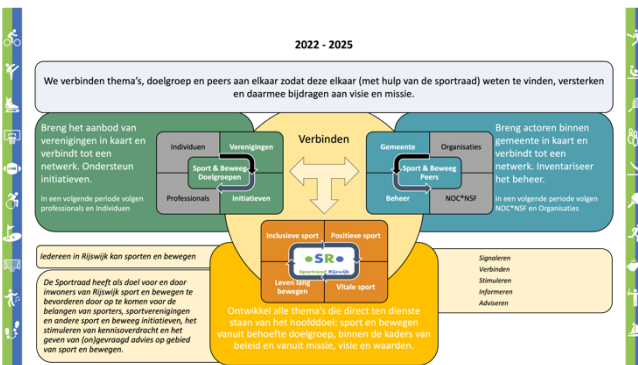 2022 - 2025
We verbinden thema's, doelgroep en peers aan elkaar zodat deze elkaar (met hulp van de sportraad) weten te vinden, versterken
en daarmee bijdragen aan visie en missie.
Breng het aanbod van
verenigingen in kaart en
verbindt tot een
netwerk. Ondersteun
initiatieven.
In een volgende periode volgen
professionals en Individuen
Individuen
Verenigingen
Sport & Beweeg
Doelgroepen
Professionals
Initiatieven
Verbinden
Gemeente
Organisaties
Sport & Beweeg
Peers
Beheer
NOC*NSF
Breng actoren binnen
gemeente in kaart en
verbindt tot een
netwerk. Inventariseer
het beheer.
In een volgende periode volgen
NOC*NSF en Organisaties
Inclusieve sport
Positieve sport
SR
Sportraad Rijswijk
Leven lang
bewegen
Vitale sport
Iedereen in Rijswijk kan sporten en bewegen
De Sportraad heeft als doel voor en door
inwoners van Rijswijk sport en bewegen te
bevorderen door op te komen voor de
belangen van sporters, sportverenigingen
en andere sport en beweeg initiatieven, het
stimuleren van kennisoverdracht en het
geven van (on)gevraagd advies op gebied
van sport en bewegen.
Ontwikkel alle thema's die direct ten dienste
staan van het hoofddoel: sport en bewegen
vanuit behoefte doelgroep, binnen de kaders van
beleid en vanuit missie, visie en waarden.
Signaleren
Verbinden
Stimuleren
Informeren
Adviseren